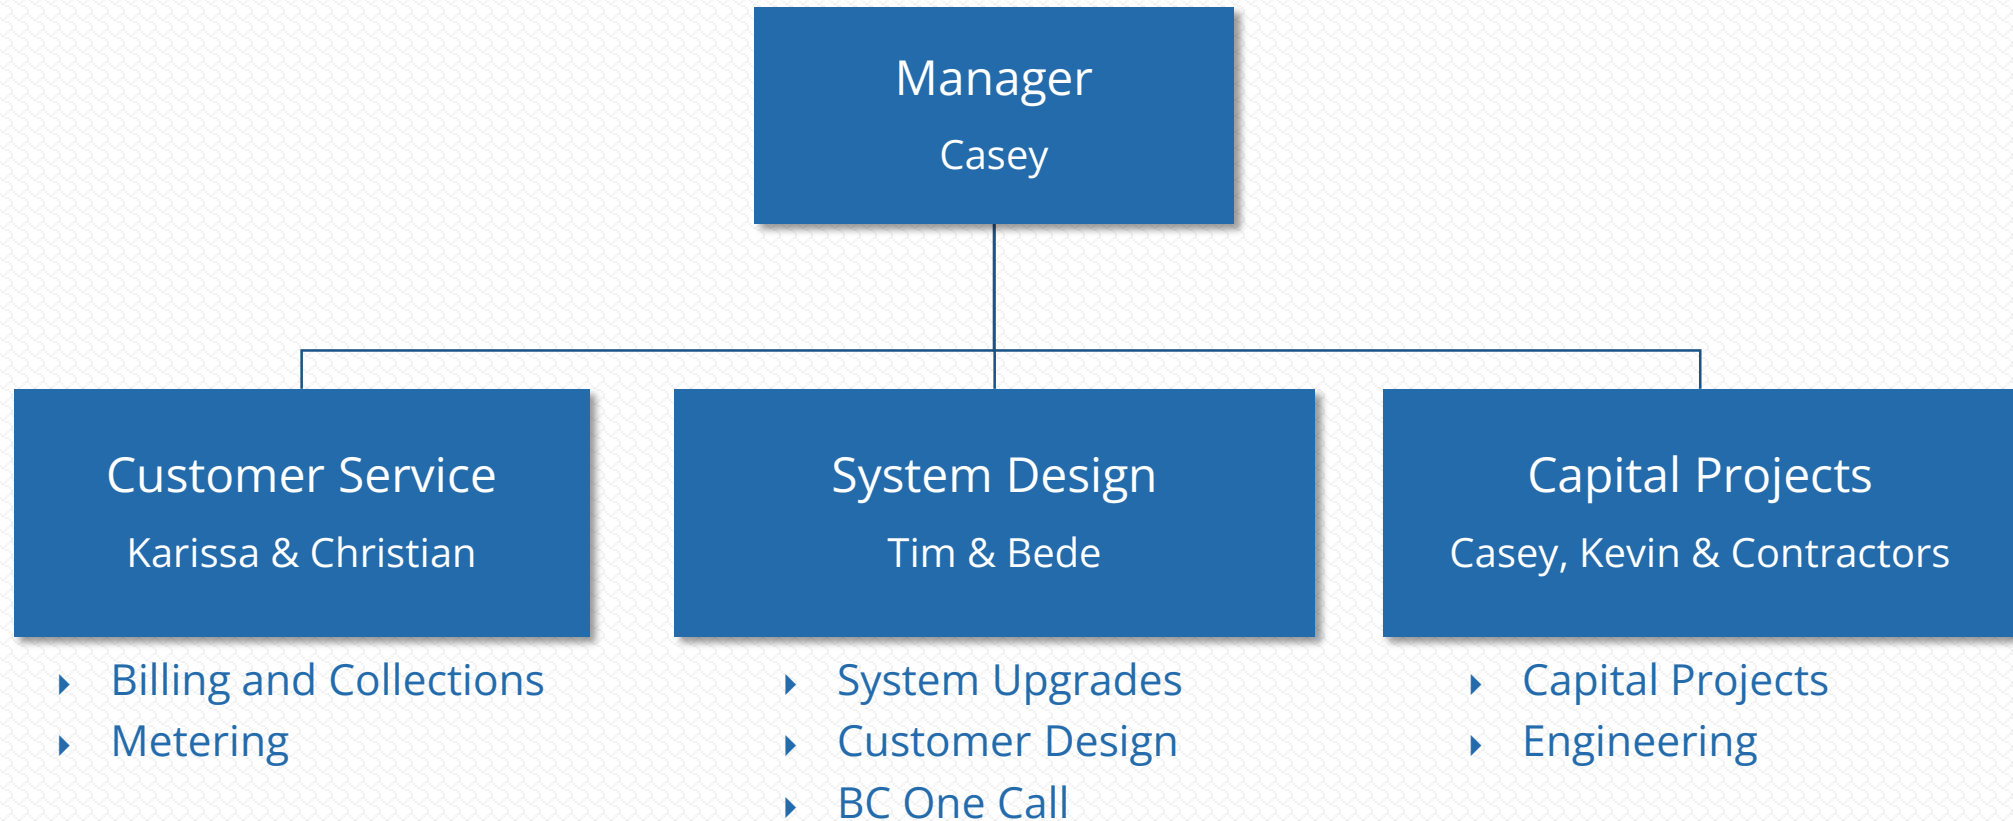 Manager
Casey
Customer Service
Karissa & Christian
System Design
Tim & Bede
Capital Projects
Casey, Kevin & Contractors
Billing and Collections
Metering
System Upgrades
Customer Design
BC One Call
Capital Projects
Engineering